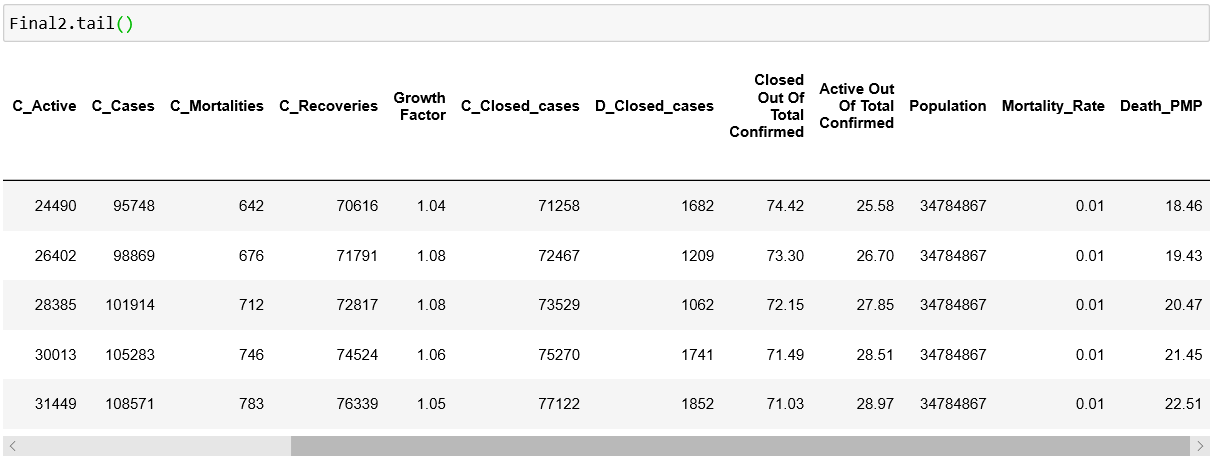 Final2.tail()
C_Active C_Cases C_Mortalities C_Recoveries Growth Factor C_Closed_cases D_Closed_cases Closed Out Of Total Confirmed Active Out Of Total Confirmed Population Mortality_Rate Death_PMP
24490 95748 642 70616 1.04 71258 1682 74.42 25.58 34784867 0.01 18.46
26402 98869 676 71791 1.08 72467 1209 73.30 26.70 34784867 0.01 19.43
28385 101914 712 72817 1.08 73529 1062 72.15 27.85 34784867 0.01 20.47
30013 105283 746 74524 1.06 75270 1741 71.49 28.51 34784867 0.01 21.45
31449 108571 783 76339 1.05 77122 1852 71.03 28.97 34784867 0.01 22.51